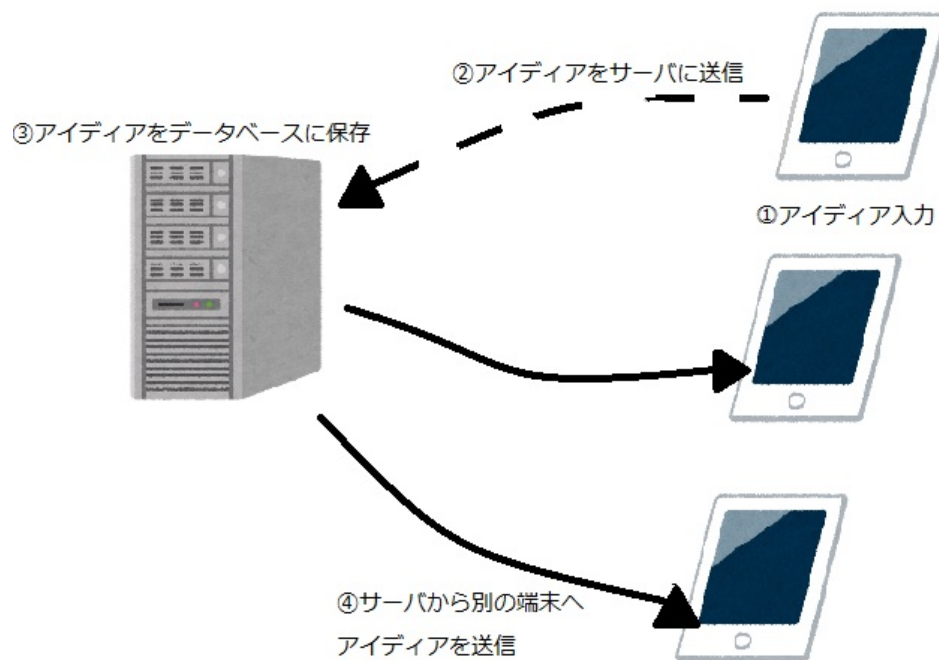 ②アイディアをサーバに送信
③アイディアをデータベースに保存
①アイディア入力
④サーバから別の端末へ
アイディアを送信